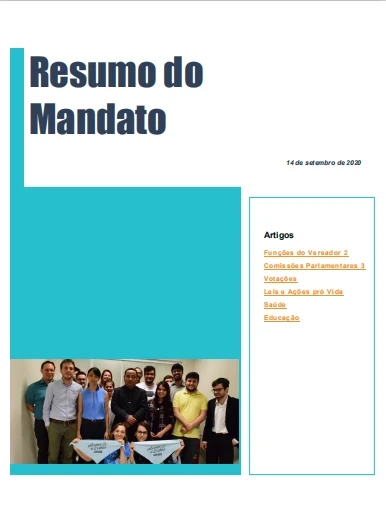 Resumo do
Mandato
14 de setembro de 2020
Artigos
Funções do Versador 2
Comissões Parlamentares 3
Votações
Leis e Ações pró Vida
Saúde
Educação